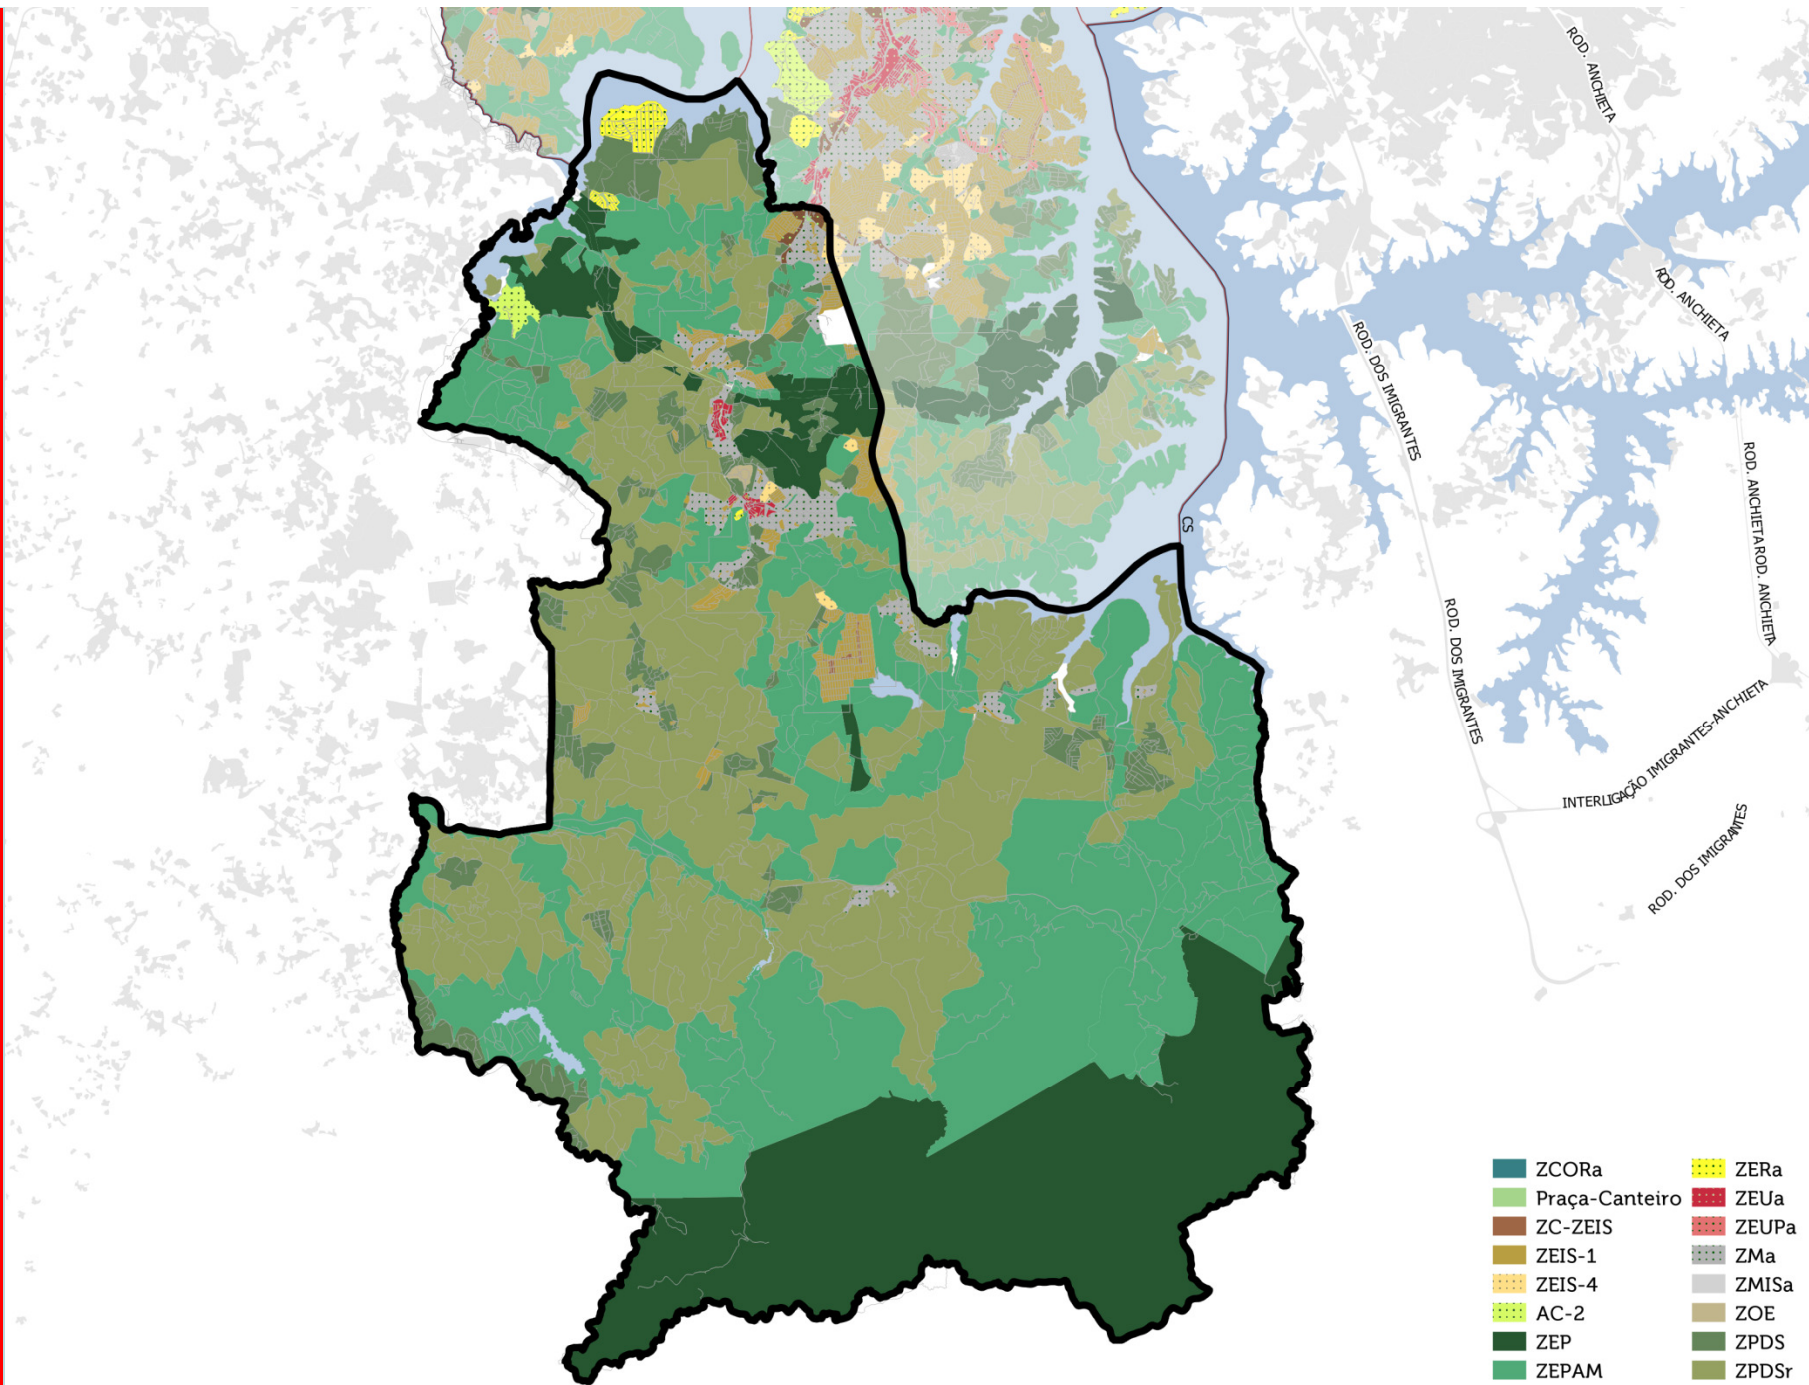 ROD. ANCHIETA
ROD. ANCHIETA
ROD. DOS IMIGRANTES
ROD. ANCHIETAROD. ANCHIETA
CS
ROD. DOS IMIGRANTES
INTERLIGAÇÃO IMIGRANTES-ANCHIETA
ROD. DOS IMIGRANTES
ZCORa
Praça-Canteiro
ZC-ZEIS
ZEIS-1
ZEIS-4
AC-2
ZEP
ZEPAM
ZERa
ZEUa
ZEUPa
ZMa
ZMISa
ZOE
ZPDS
ZPDSr